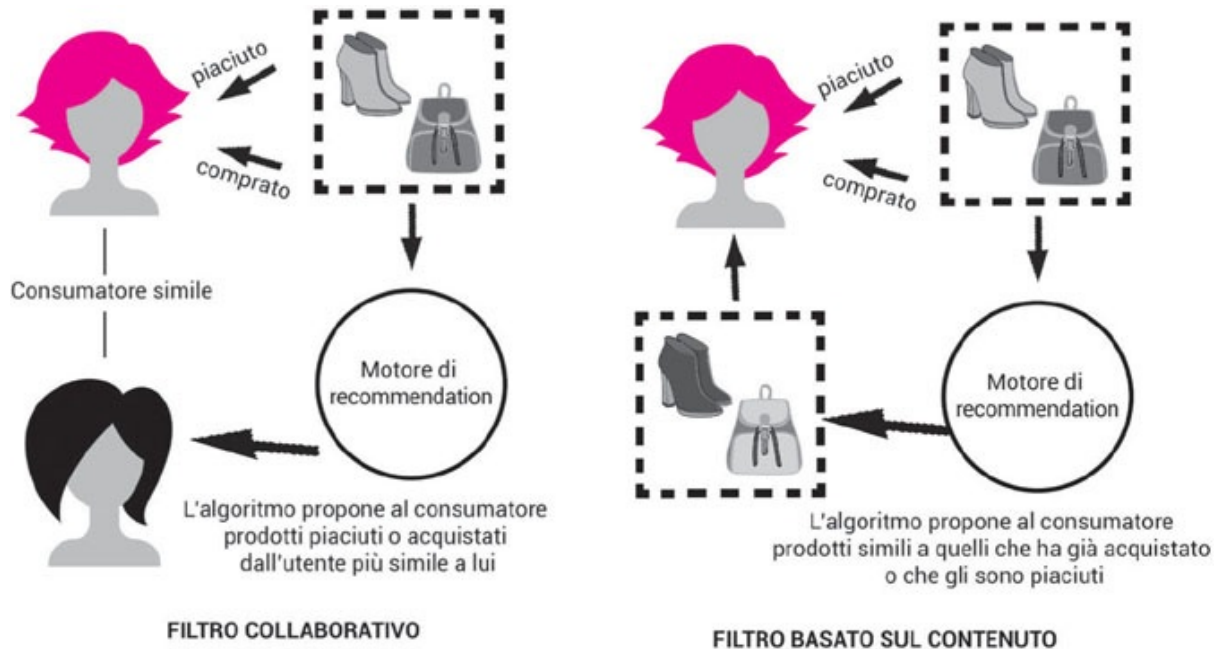 piaciuto
comprato
Consumatore simile
Motore di
recommendation
L'algoritmo propone al consumatore
prodotti piaciuti o acquistati
dall'utente più simile a lui
FILTRO COLLABORATIVO
piaciuto
comprato
Motore di
recommendation
L'algoritmo propone al consumatore
prodotti simili a quelli che ha già acquistato
o che gli sono piaciuti
FILTRO BASATO SUL CONTENUTO